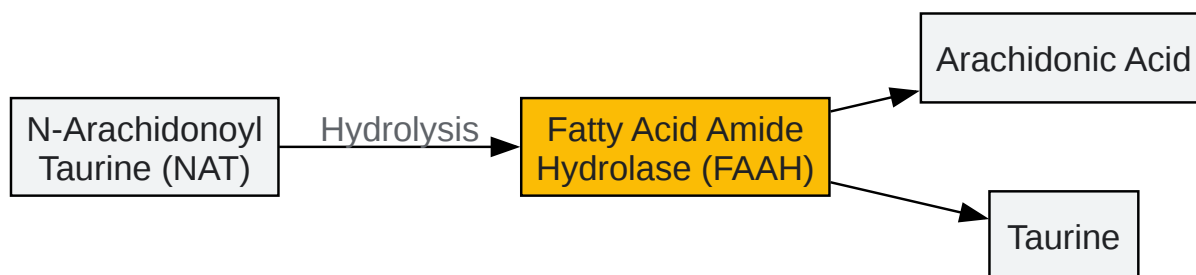 N-Arachidonoyl
Taurine (NAT)
Hydrolysis
Fatty Acid Amide
Hydrolase (FAAH)
Arachidonic Acid
Taurine